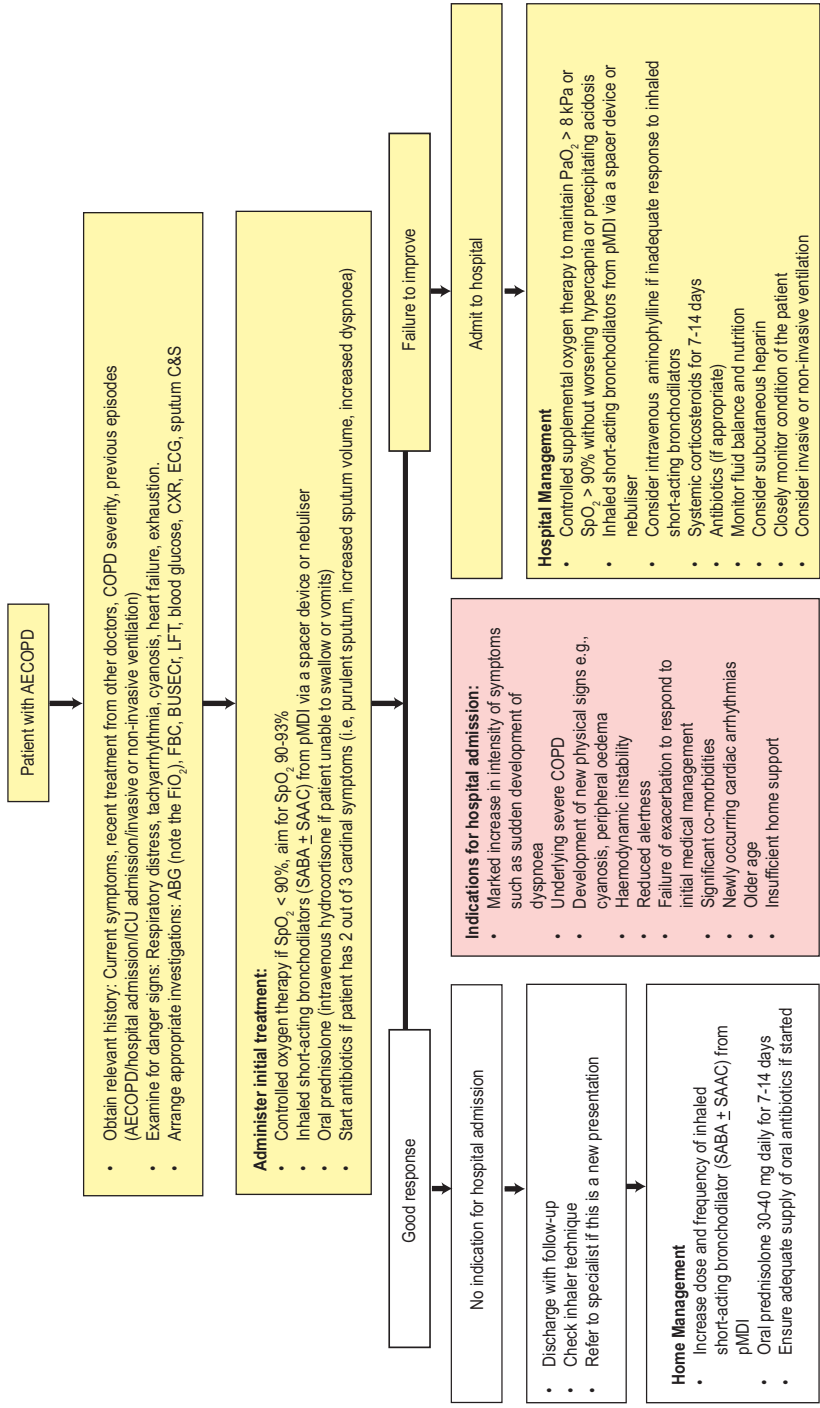 Patient with AECOPD
• Obtain relevant history: Current symptoms, recent treatment from other doctors, COPD severity, previous episodes
(AECOPD/hospital admission/ICU admission/invasive or non-invasive ventilation)
• Examine for danger signs: Respiratory distress, tachyarrhythmia, cyanosis, heart failure, exhaustion.
• Arrange appropriate investigations: ABG (note the FiO₂), FBC, BUSECr, LFT, blood glucose, CXR, ECG, sputum C&S
Administer initial treatment:
• Controlled oxygen therapy if SpO₂ < 90%, aim for SpO₂ 90-93%
• Inhaled short-acting bronchodilators (SABA ± SAAC) from pMDI via a spacer device or nebuliser
• Oral prednisolone (intravenous hydrocortisone if patient unable to swallow or vomits)
• Start antibiotics if patient has 2 out of 3 cardinal symptoms (i.e, purulent sputum, increased sputum volume, increased dyspnoea)
Good response
Failure to improve
No indication for hospital admission
Admit to hospital
• Discharge with follow-up
• Check inhaler technique
• Refer to specialist if this is a new presentation
Home Management
• Increase dose and frequency of inhaled
short-acting bronchodilator (SABA ± SAAC) from
pMDI
• Oral prednisolone 30-40 mg daily for 7-14 days
• Ensure adequate supply of oral antibiotics if started
Indications for hospital admission:
• Marked increase in intensity of symptoms
such as sudden development of
dyspnoea
• Underlying severe COPD
• Development of new physical signs e.g.,
cyanosis, peripheral oedema
• Haemodynamic instability
• Reduced alertness
• Failure of exacerbation to respond to
initial medical management
• Significant co-morbidities
• Newly occurring cardiac arrhythmias
• Older age
• Insufficient home support
Hospital Management
• Controlled supplemental oxygen therapy to maintain PaO₂ > 8 kPa or
SpO₂ > 90% without worsening hypercapnia or precipitating acidosis
• Inhaled short-acting bronchodilators from pMDI via a spacer device or
nebuliser
• Consider intravenous aminophylline if inadequate response to inhaled
short-acting bronchodilators
• Systemic corticosteroids for 7-14 days
• Antibiotics (if appropriate)
• Monitor fluid balance and nutrition
• Consider subcutaneous heparin
• Closely monitor condition of the patient
• Consider invasive or non-invasive ventilation